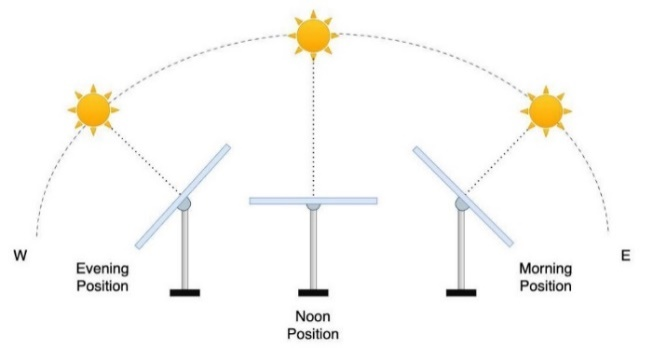 W
E
Evening
Position
Morning
Position
Noon
Position